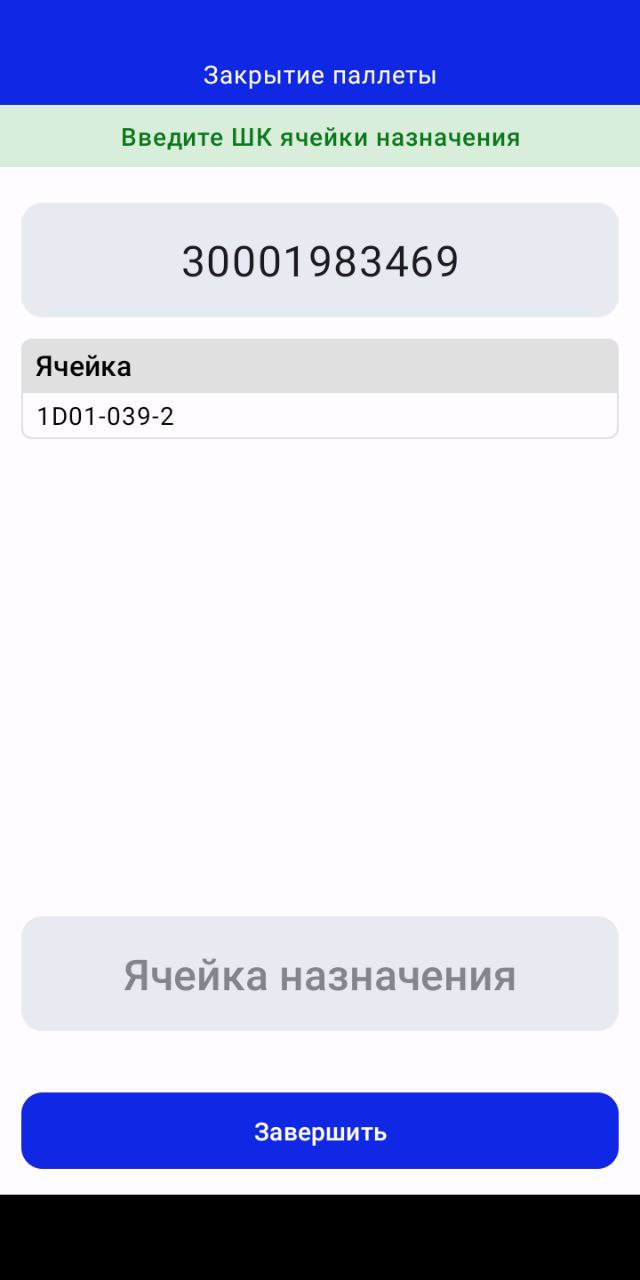 Закрытие паллеты
Введите ШК ячейки назначения
30001983469
Ячейка
1D01-039-2
Ячейка назначения
Завершить